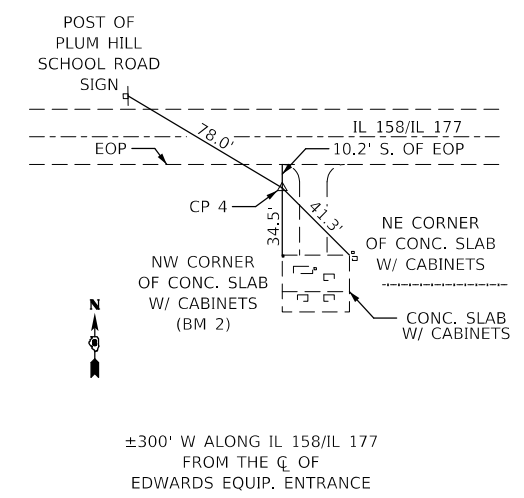 POST OF
PLUM HILL
SCHOOL ROAD
SIGN
78.0'
IL 158/IL 177
EOP
10.2' S. OF EOP
CP 4
34.5'
41.3'
NE CORNER
OF CONC. SLAB
W/ CABINETS
NW CORNER
OF CONC. SLAB
W/ CABINETS
(BM 2)
CONC. SLAB
W/ CABINETS
N
±300' W ALONG IL 158/IL 177
FROM THE ℄ OF
EDWARDS EQUIP. ENTRANCE